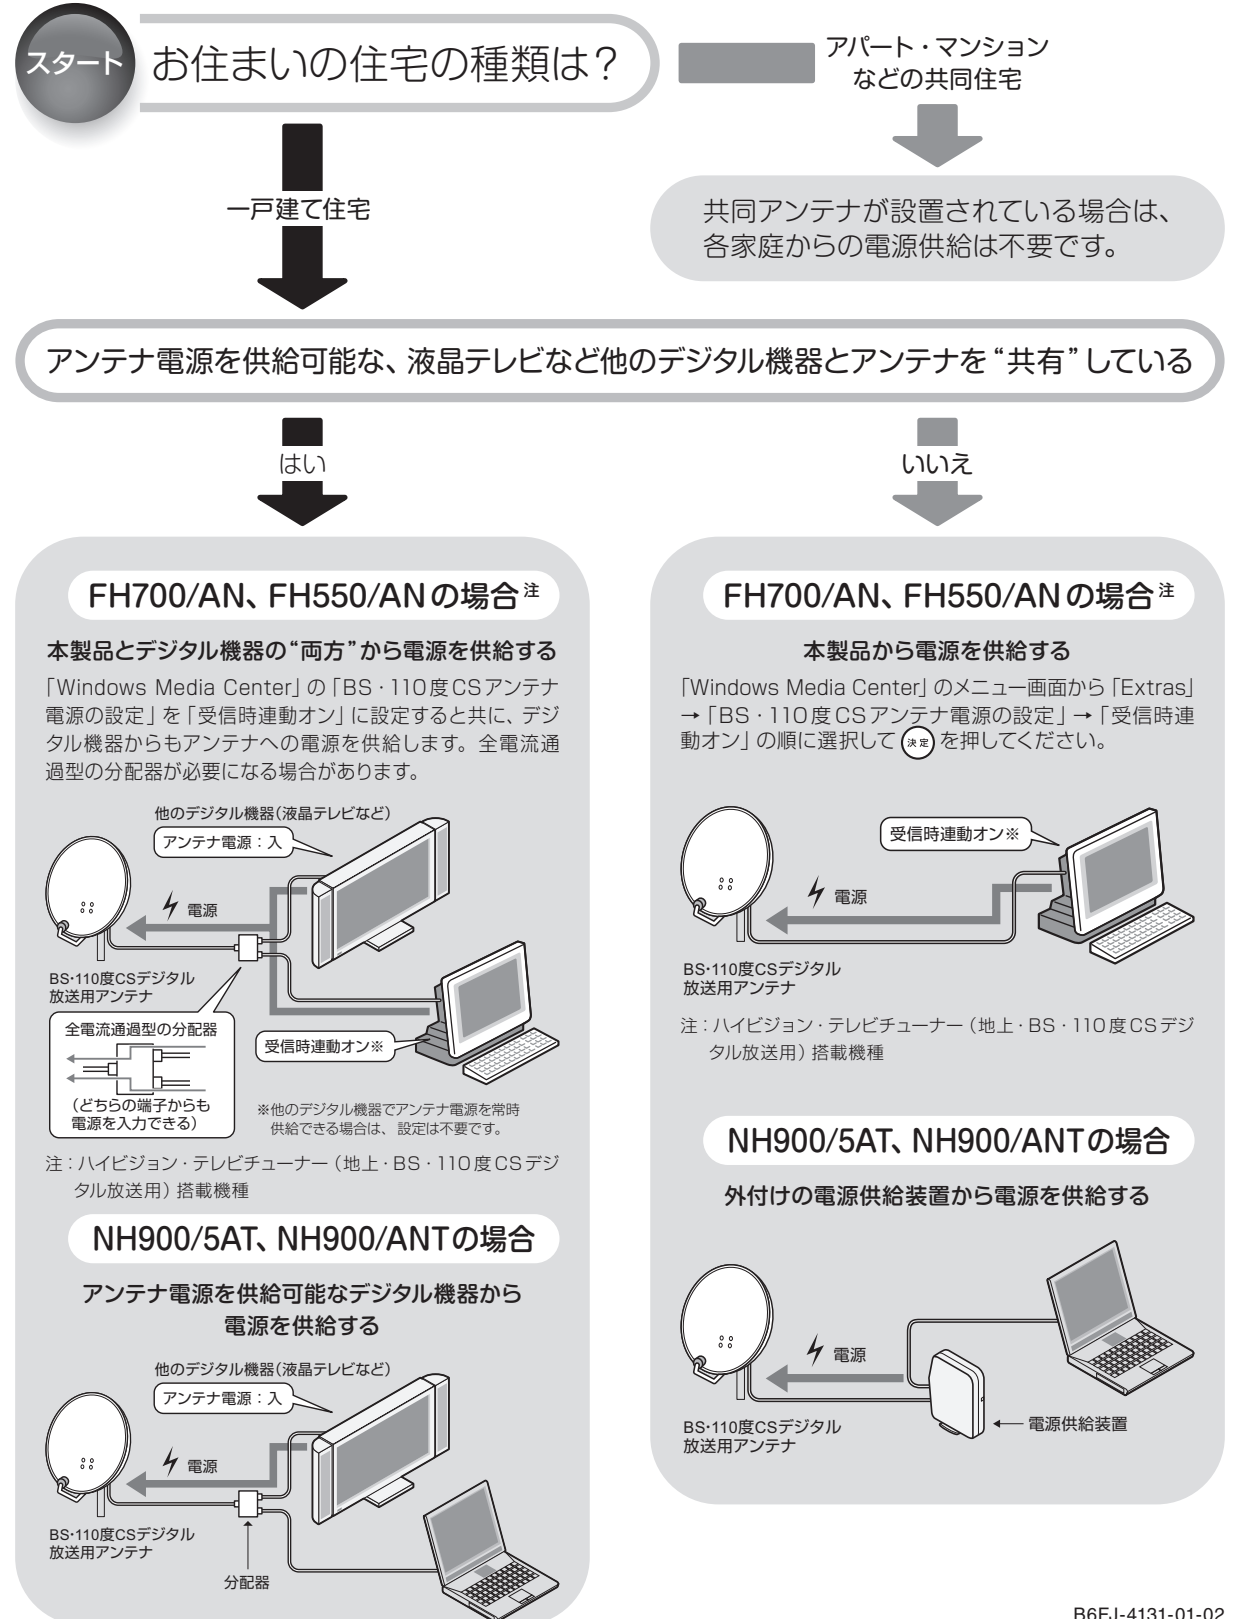 スタート
お住まいの住宅の種類は？
アパート・マンション
などの共同住宅
一戸建て住宅
共同アンテナが設置されている場合は、
各家庭からの電源供給は不要です。
アンテナ電源を供給可能な、液晶テレビなど他のデジタル機器とアンテナを“共有”している
はい
いいえ
FH700/AN、FH550/ANの場合注
本製品とデジタル機器の“両方”から電源を供給する
「Windows Media Center」の「BS・110度CSアンテナ
電源の設定」を「受信時連動オン」に設定すると共に、デジ
タル機器からもアンテナへの電源を供給します。全電流通
過型の分配器が必要になる場合があります。
他のデジタル機器（液晶テレビなど）
アンテナ電源：入
電源
BS・110度CSデジタル
放送用アンテナ
全電流通過型の分配器
（どちらの端子からも
電源を入力できる）
受信時連動オン※
※他のデジタル機器でアンテナ電源を常時
供給できる場合は、設定は不要です。
注：ハイビジョン・テレビチューナー（地上・BS・110度CSデジ
タル放送用）搭載機種
NH900/5AT、NH900/ANTの場合
アンテナ電源を供給可能なデジタル機器から
電源を供給する
他のデジタル機器（液晶テレビなど）
アンテナ電源：入
電源
BS・110度CSデジタル
放送用アンテナ
分配器
FH700/AN、FH550/ANの場合注
本製品から電源を供給する
「Windows Media Center」のメニュー画面から「Extras」
→「BS・110度CSアンテナ電源の設定」→「受信時連
動オン」の順に選択して 決定 を押してください。
受信時連動オン※
電源
BS・110度CSデジタル
放送用アンテナ
注：ハイビジョン・テレビチューナー（地上・BS・110度CSデジ
タル放送用）搭載機種
NH900/5AT、NH900/ANTの場合
外付けの電源供給装置から電源を供給する
電源
BS・110度CSデジタル
放送用アンテナ
電源供給装置
B6FJ-4131-01-02